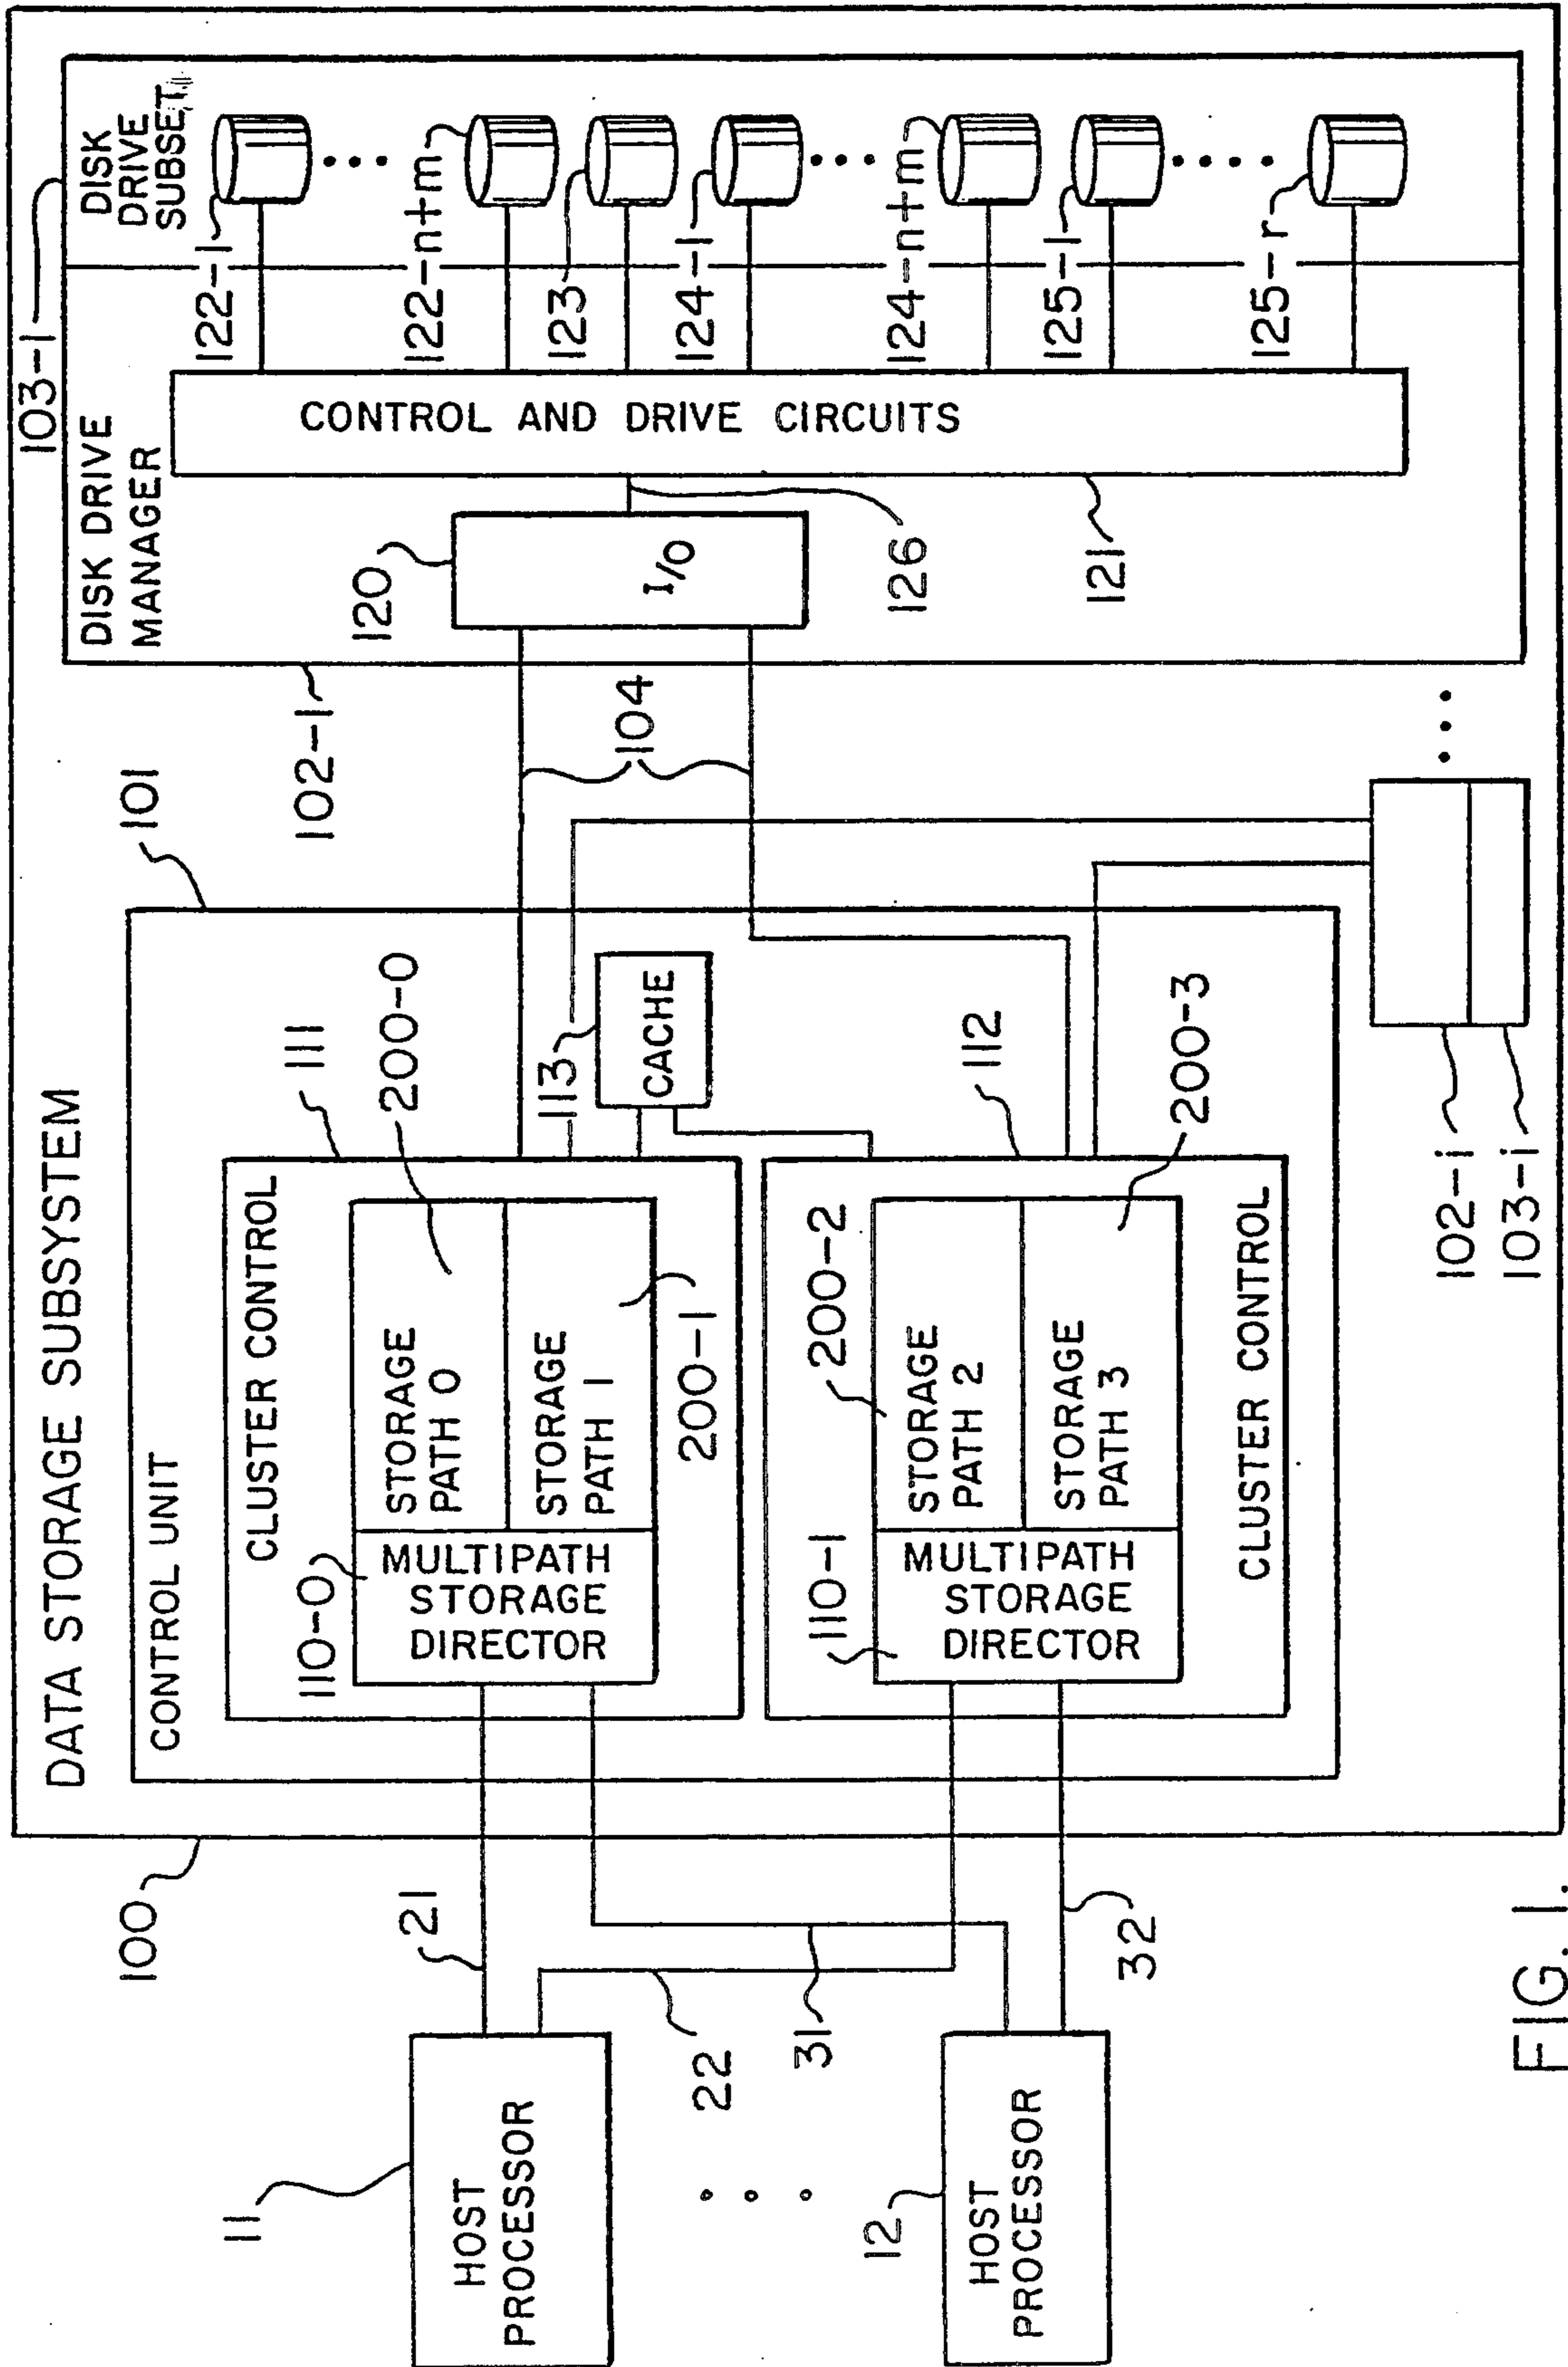 DATA STORAGE SUBSYSTEM
100
CONTROL UNIT
101
CLUSTER CONTROL
111
110-0
MULTIPATH
STORAGE
DIRECTOR
STORAGE
PATH 0
200-0
STORAGE
PATH 1
200-1
113
CACHE
110-1
MULTIPATH
STORAGE
DIRECTOR
200-2
STORAGE
PATH 2
STORAGE
PATH 3
200-3
112
CLUSTER CONTROL
11
HOST
PROCESSOR
21
22
31
32
12
HOST
PROCESSOR
102-1
104
103-1
DISK DRIVE
MANAGER
DISK
DRIVE
SUBSET
120
I/O
126
121
CONTROL AND DRIVE CIRCUITS
122-1
122-n+m
123
124-1
124-n+m
125-1
125-r
102-i
103-i
FIG. 1.